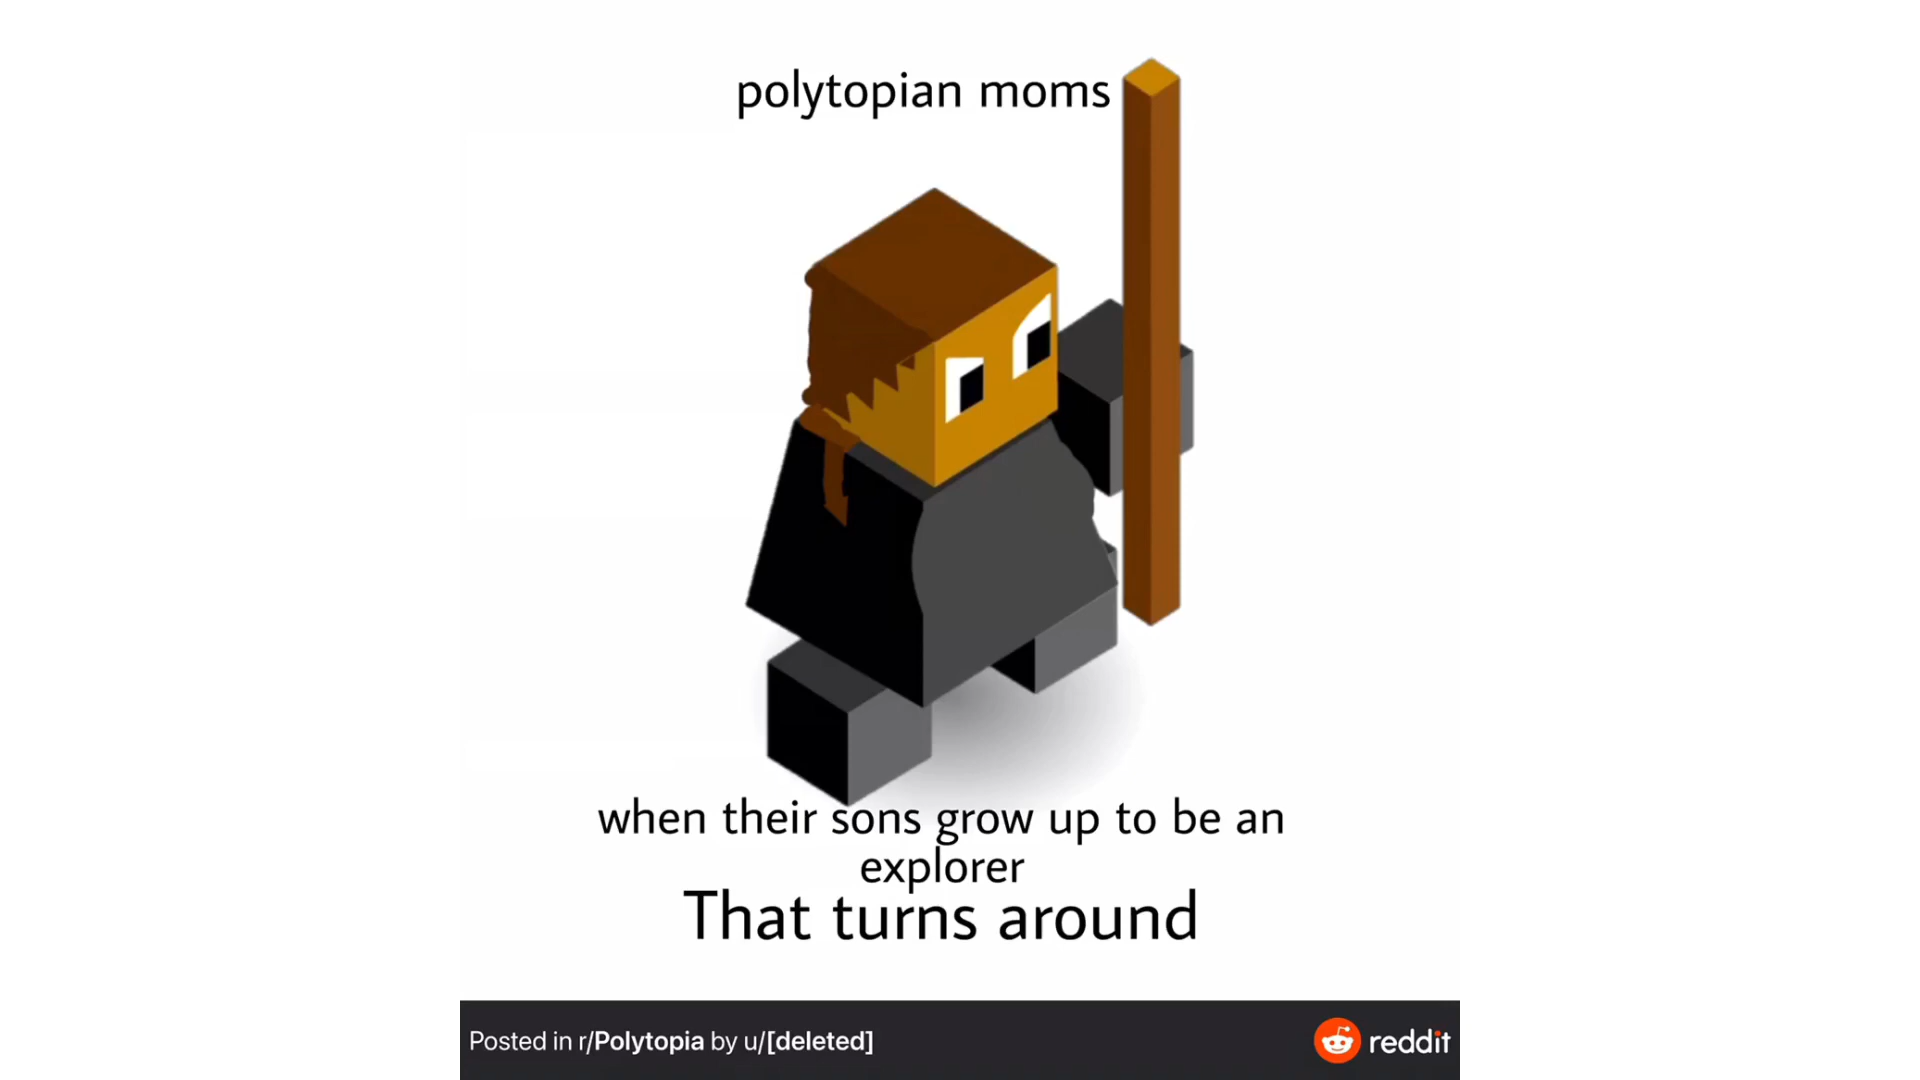 polytopian moms
when their sons grow up to be an
explorer
That turns around
Posted in r/Polytopia by u/[deleted]
reddit